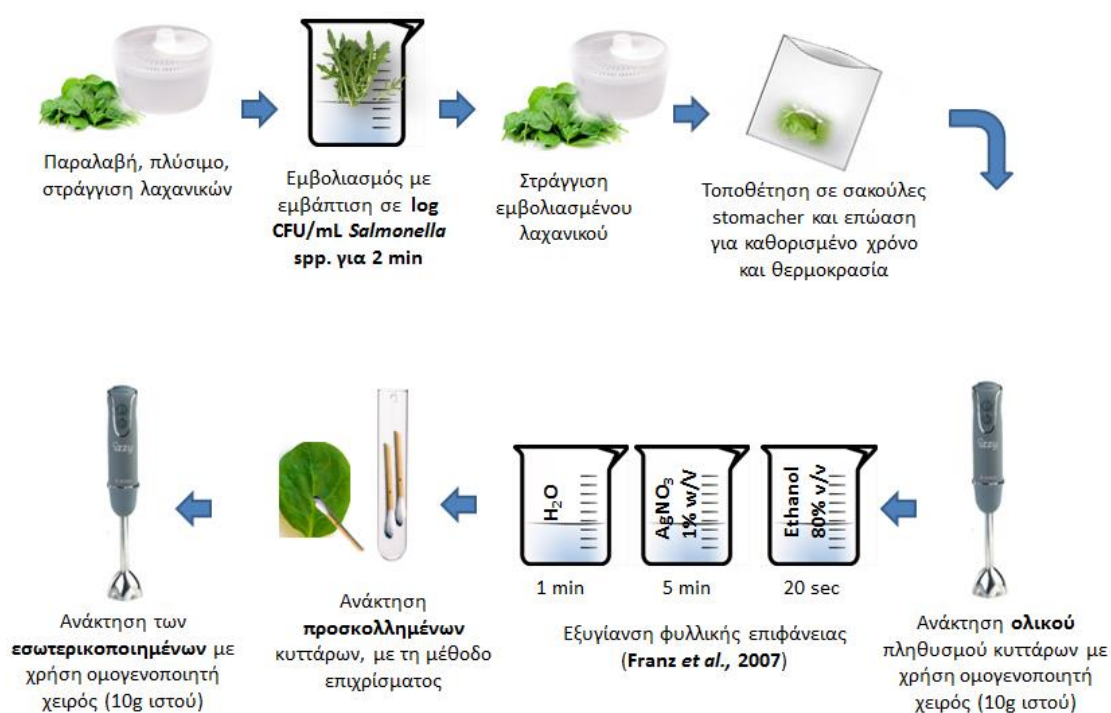 Παραλαβή, πλύσιμο,
στράγγιση λαχανικών
Εμβολιασμός με
εμβάπτιση σε log
CFU/mL Salmonella
spp. για 2 min
Στράγγιση
εμβολιασμένου
λαχανικού
Τοποθέτηση σε σακούλες
stomacher και επώαση
για καθορισμένο χρόνο
και θερμοκρασία
izzy
Ανάκτηση ολικού
πληθυσμού κυττάρων με
χρήση ομογενοποιητή
χειρός (10g ιστού)
Ethanol
80% v/v
20 sec
AgNO₃
1% w/V
5 min
H₂O
1 min
Εξυγίανση φυλλικής επιφάνειας
(Franz et al., 2007)
Ανάκτηση
προσκολλημένων
κυττάρων, με τη μέθοδο
επιχρίσματος
izzy
Ανάκτηση των
εσωτερικοποιημένων με
χρήση ομογενοποιητή
χειρός (10g ιστού)